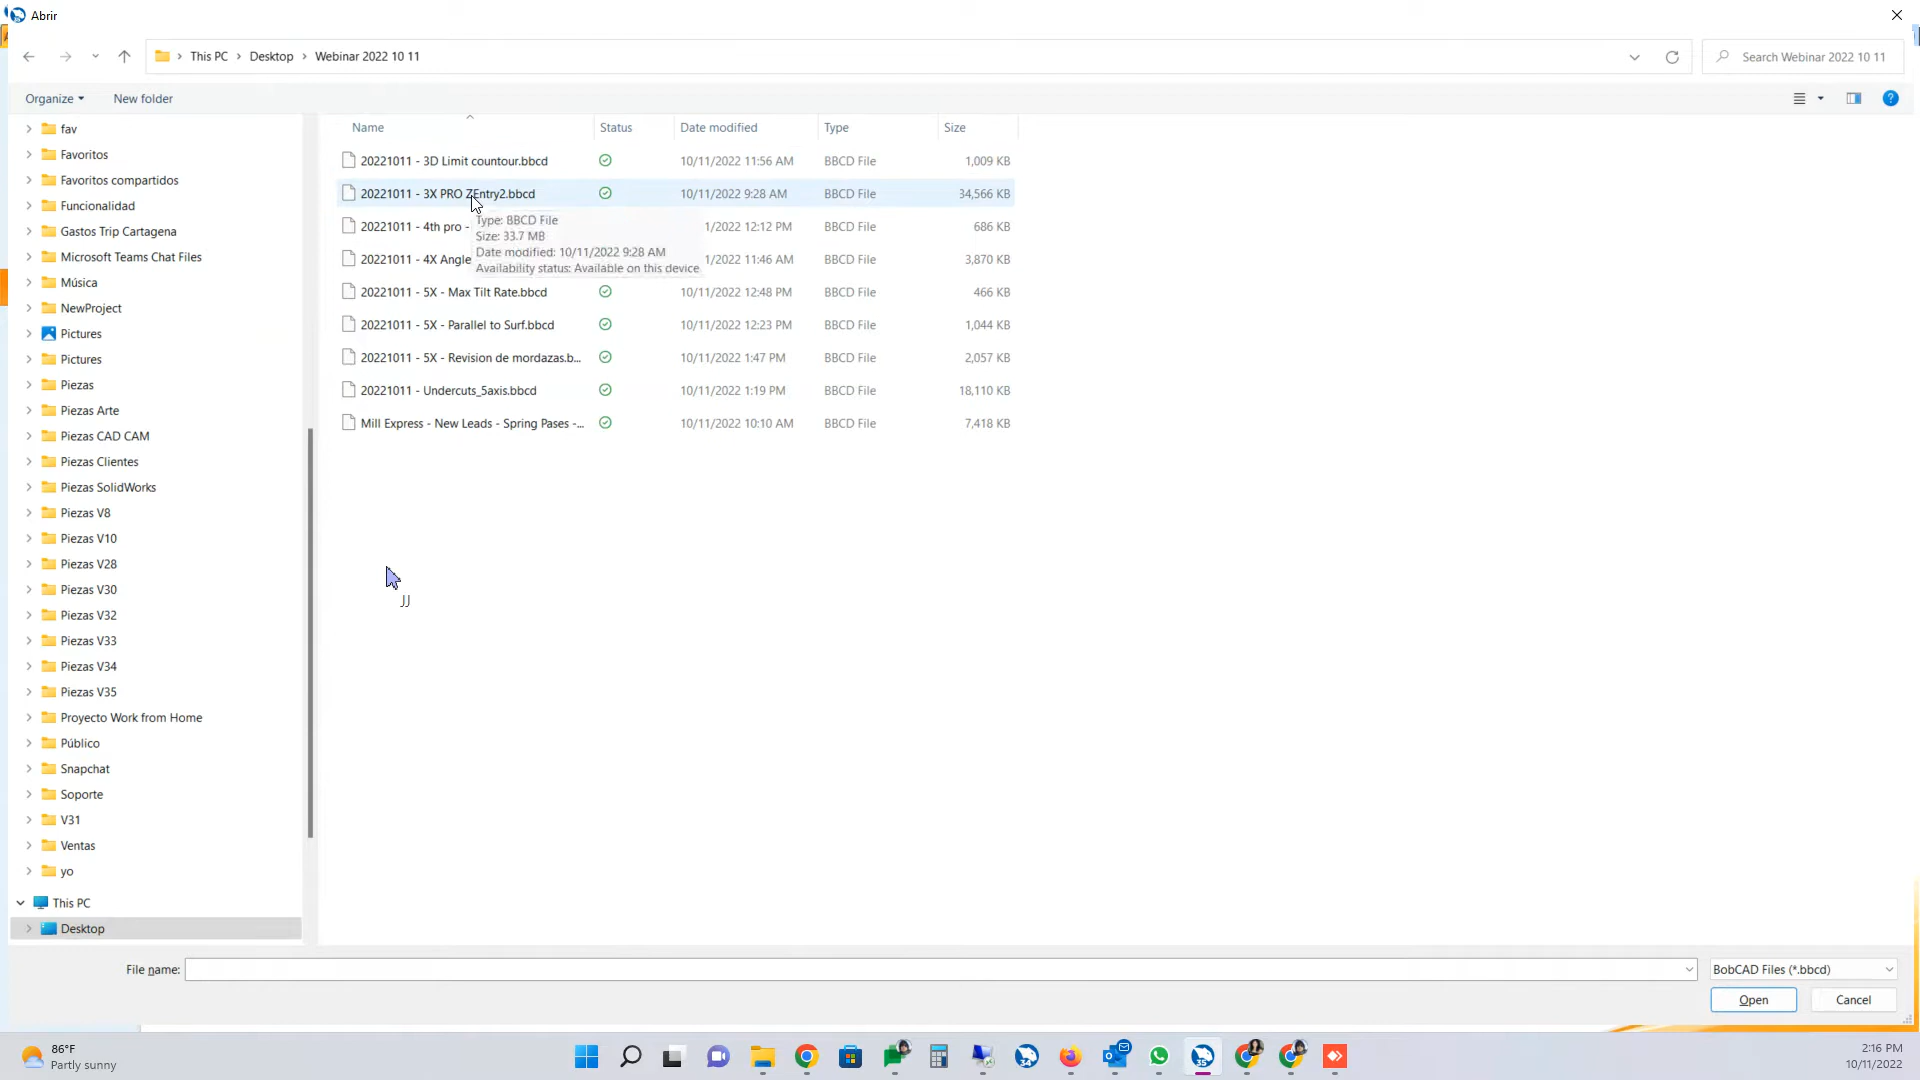 Abrir
This PC > Desktop > Webinar 2022 10 11
Search Webinar 2022 10 11
Organize
New folder
Name
Status
Date modified
Type
Size
20221011 - 3D Limit countour.bbcd 10/11/2022 11:56 AM BBCD File 1,009 KB
20221011 - 3X PRO ZEntry2.bbcd 10/11/2022 9:28 AM BBCD File 34,566 KB
20221011 - 4th pro - 1/2022 12:12 PM BBCD File 686 KB
20221011 - 4X Angle 1/2022 11:46 AM BBCD File 3,870 KB
Type: BBCD File
Size: 33.7 MB
Date modified: 10/11/2022 9:28 AM
Availability status: Available on this device
20221011 - 5X - Max Tilt Rate.bbcd 10/11/2022 12:48 PM BBCD File 466 KB
20221011 - 5X - Parallel to Surf.bbcd 10/11/2022 12:23 PM BBCD File 1,044 KB
20221011 - 5X - Revision de mordazas.b... 10/11/2022 1:47 PM BBCD File 2,057 KB
20221011 - Undercuts_5axis.bbcd 10/11/2022 1:19 PM BBCD File 18,110 KB
Mill Express - New Leads - Spring Pases -... 10/11/2022 10:10 AM BBCD File 7,418 KB
JJ
fav
Favoritos
Favoritos compartidos
Funcionalidad
Gastos Trip Cartagena
Microsoft Teams Chat Files
Música
NewProject
Pictures
Pictures
Piezas
Piezas Arte
Piezas CAD CAM
Piezas Clientes
Piezas SolidWorks
Piezas V8
Piezas V10
Piezas V28
Piezas V30
Piezas V32
Piezas V33
Piezas V34
Piezas V35
Proyecto Work from Home
Público
Snapchat
Soporte
V31
Ventas
yo
This PC
Desktop
File name:
BobCAD Files (*.bbcd)
Open
Cancel
86°F
Partly sunny
34
35
2:16 PM
10/11/2022